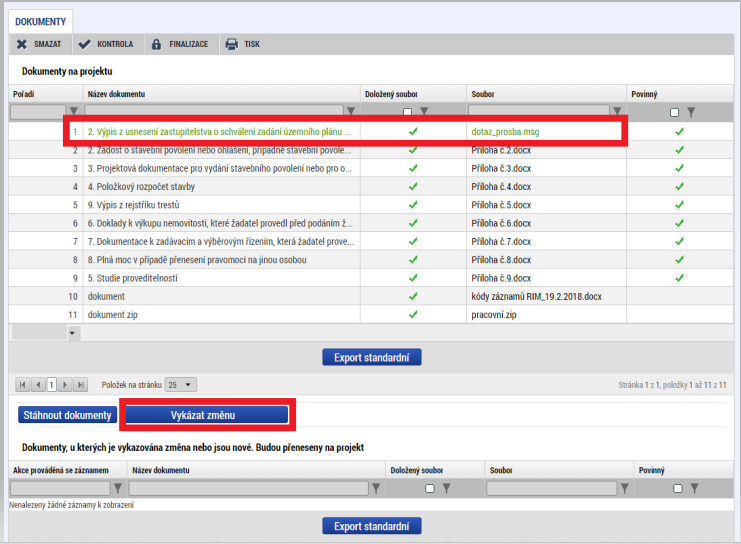 DOKUMENTY
SMAZAT KONTROLA FINALIZACE TISK
Dokumenty na projektu
Pořadí Název dokumentu Doložený soubor Soubor Povinný
1 2. Výpis z usnesení zastupitelstva o schválení zadání územního plánu ... dotaz_prosba.msg
2 2. Žádost o stavební povolení nebo ohlášení, případně stavební povole... Příloha č.2.docx
3 3. Projektová dokumentace pro vydání stavebního povolení nebo pro o... Příloha č.3.docx
4 4. Položkový rozpočet stavby Příloha č.4.docx
5 9. Výpis z rejstříku trestů Příloha č.5.docx
6 6. Doklady k výkupu nemovitostí, které žadatel provedl před podáním ž... Příloha č.6.docx
7 7. Dokumentace k zadávacím a výběrovým řízením, která žadatel prove... Příloha č.7.docx
8 8. Plná moc v případě přenesení pravomocí na jinou osobu Příloha č.8.docx
9 5. Studie proveditelnosti Příloha č.9.docx
10 dokument kódy záznamů RIM_19.2.2018.docx
11 dokument zip pracovní.zip
Export standardní
1 Položek na stránku 25 Stránka 1 z 1, položky 1 až 11 z 11
Stáhnout dokumenty Vykázat změnu
Dokumenty, u kterých je vykazována změna nebo jsou nové. Budou přeneseny na projekt
Akce prováděná se záznamem Název dokumentu Doložený soubor Soubor Povinný
Nenalezeny žádné záznamy k zobrazení
Export standardní